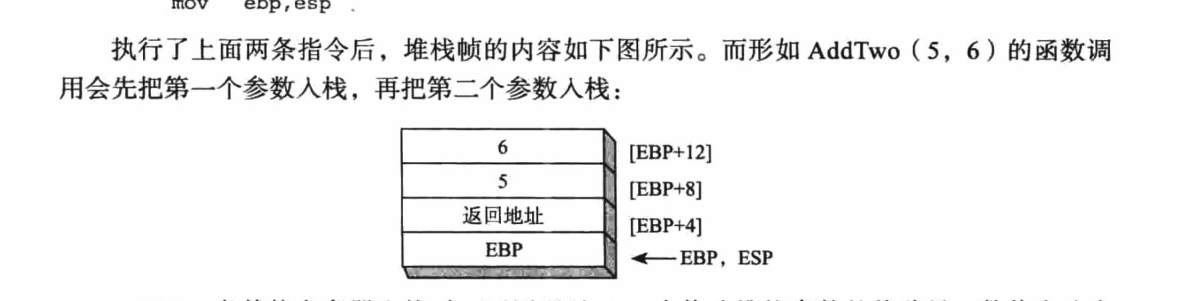 mov ebp,esp
执行了上面两条指令后，堆栈帧的内容如下图所示。而形如 AddTwo（5，6）的函数调
用会先把第一个参数入栈，再把第二个参数入栈：
6 [EBP+12]
5 [EBP+8]
返回地址 [EBP+4]
EBP EBP，ESP